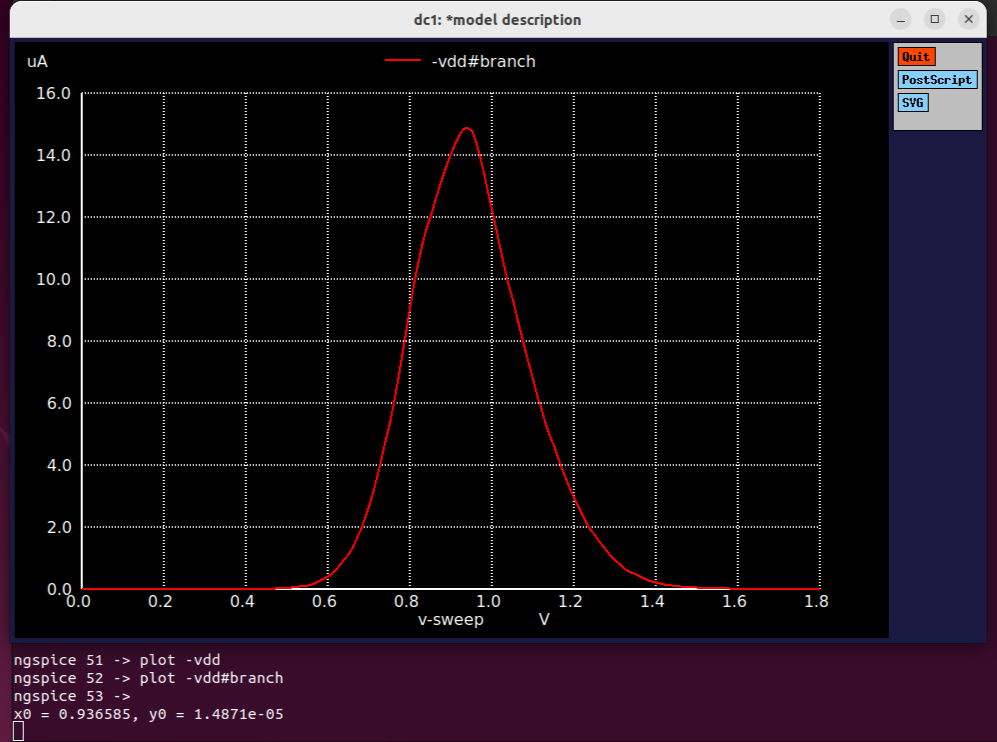 dc1: *model description
uA
-vdd#branch
Quit
PostScript
SVG
16.0
14.0
12.0
10.0
8.0
6.0
4.0
2.0
0.0
0.0 0.2 0.4 0.6 0.8 1.0 1.2 1.4 1.6 1.8
v-sweep V
ngspice 51 -> plot -vdd
ngspice 52 -> plot -vdd#branch
ngspice 53 ->
x0 = 0.936585, y0 = 1.4871e-05